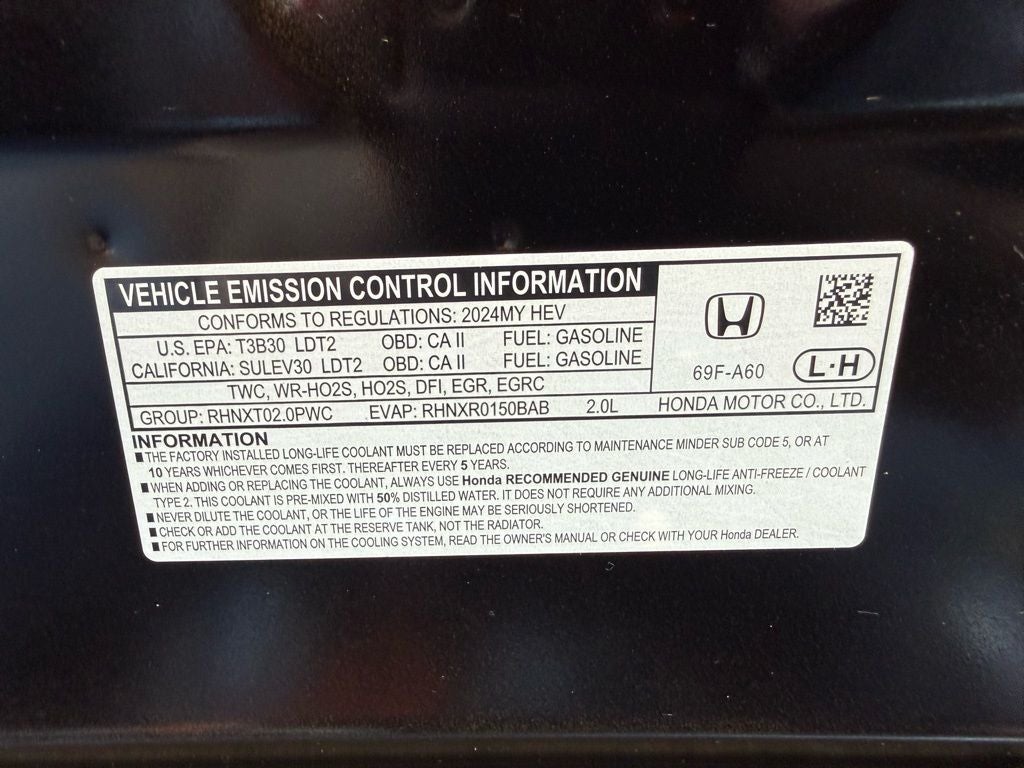 VEHICLE EMISSION CONTROL INFORMATION
CONFORMS TO REGULATIONS: 2024MY HEV
U.S. EPA: T3B30 LDT2 OBD: CA II FUEL: GASOLINE
CALIFORNIA: SULEV30 LDT2 OBD: CA II FUEL: GASOLINE
TWC, WR-HO2S, HO2S, DFI, EGR, EGRC
GROUP: RHNXT02.0PWC EVAP: RHNXR0150BAB 2.0L
69F-A60
L·H
HONDA MOTOR CO., LTD.
INFORMATION
■ THE FACTORY INSTALLED LONG-LIFE COOLANT MUST BE REPLACED ACCORDING TO MAINTENANCE MINDER SUB CODE 5, OR AT
10 YEARS WHICHEVER COMES FIRST. THEREAFTER EVERY 5 YEARS.
■ WHEN ADDING OR REPLACING THE COOLANT, ALWAYS USE Honda RECOMMENDED GENUINE LONG-LIFE ANTI-FREEZE / COOLANT
TYPE 2. THIS COOLANT IS PRE-MIXED WITH 50% DISTILLED WATER. IT DOES NOT REQUIRE ANY ADDITIONAL MIXING.
■ NEVER DILUTE THE COOLANT, OR THE LIFE OF THE ENGINE MAY BE SERIOUSLY SHORTENED.
■ CHECK OR ADD THE COOLANT AT THE RESERVE TANK, NOT THE RADIATOR.
■ FOR FURTHER INFORMATION ON THE COOLING SYSTEM, READ THE OWNER'S MANUAL OR CHECK WITH YOUR Honda DEALER.